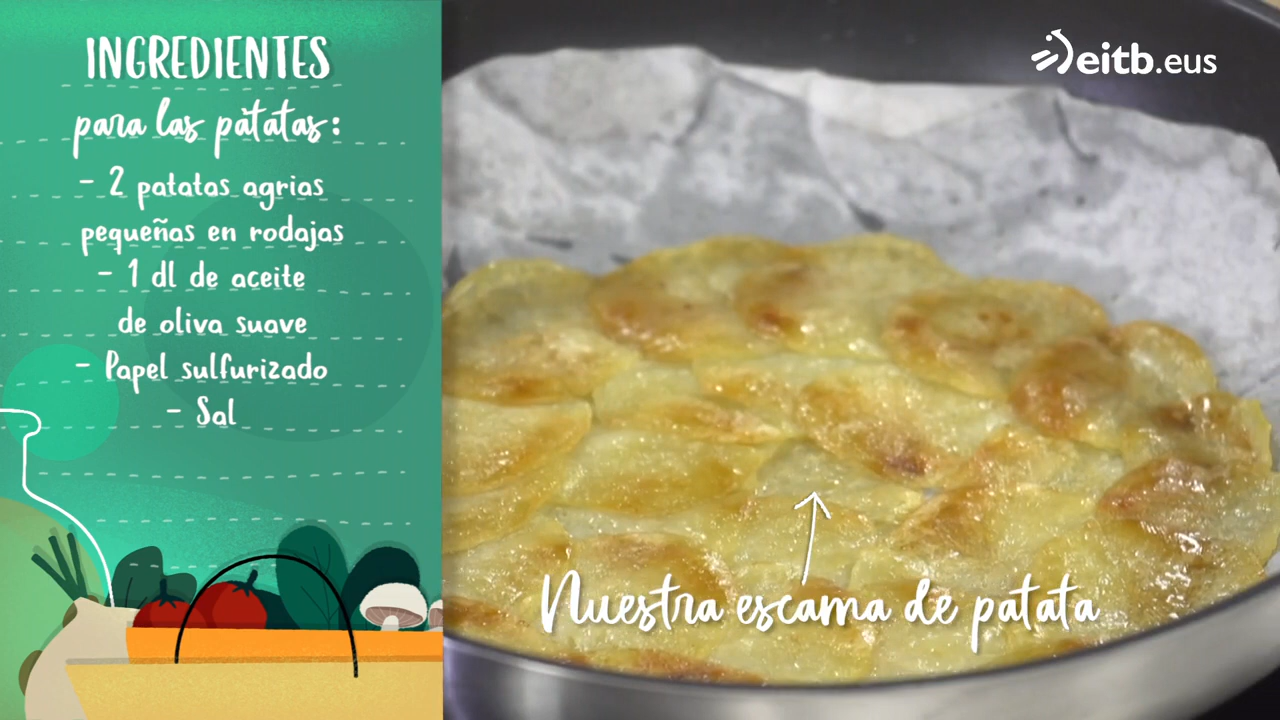 INGREDIENTES
para las patatas:
- 2 patatas agrias
pequeñas en rodajas
- 1 dl de aceite
de oliva suave
- Papel sulfurizado
- Sal
eitb.eus
Nuestra escama de patata